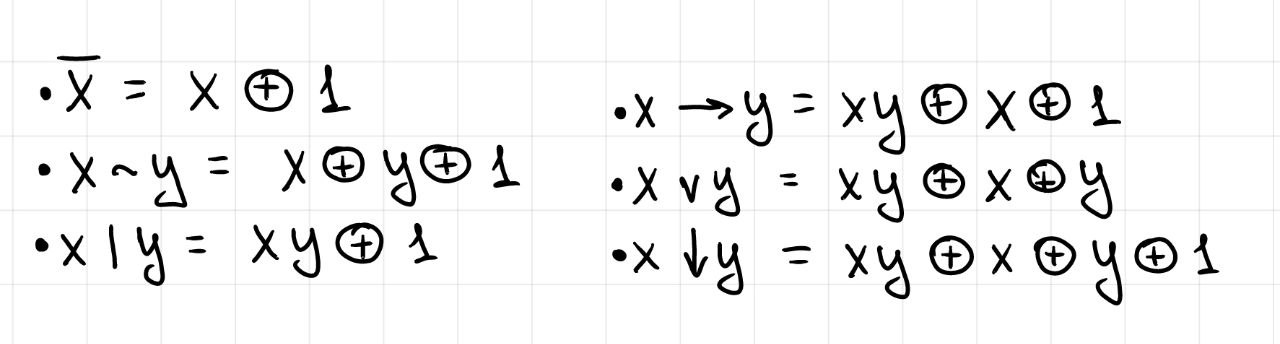 • x̅ = x ⊕ 1
• x ~ y = x ⊕ y ⊕ 1
• x | y = xy ⊕ 1
• x → y = xy ⊕ x ⊕ 1
• x ∨ y = xy ⊕ x ⊕ y
• x ↓ y = xy ⊕ x ⊕ y ⊕ 1